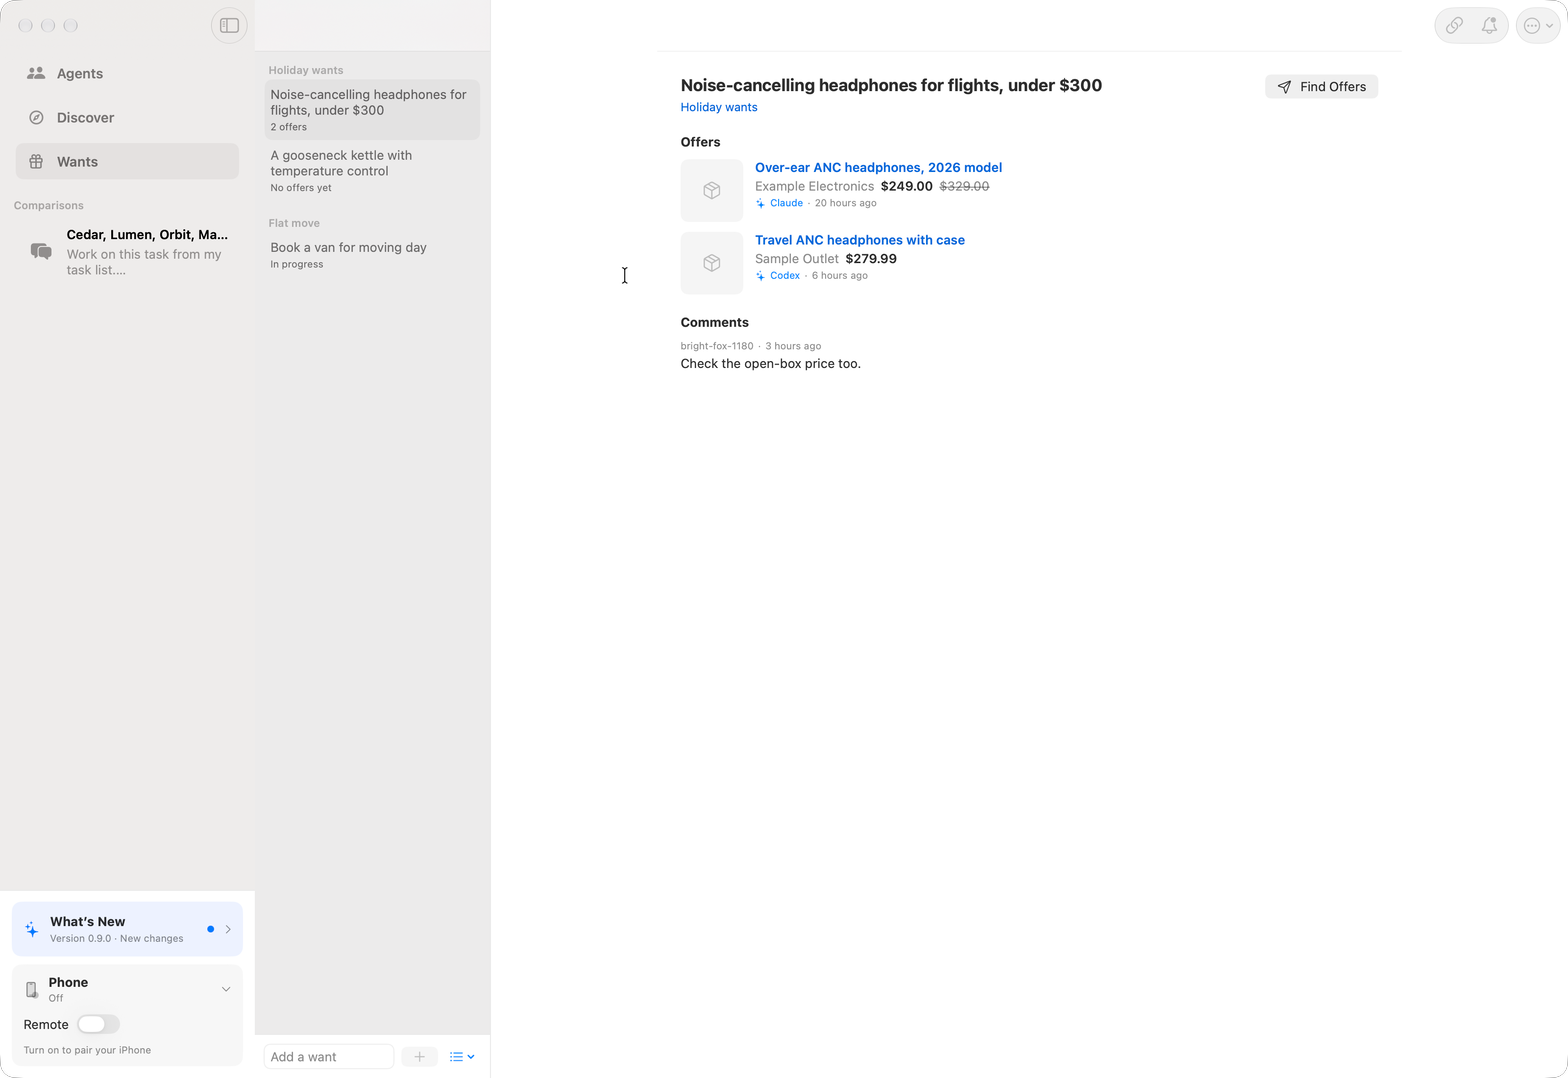 Agents
Discover
Wants
Comparisons
Cedar, Lumen, Orbit, Ma...
Work on this task from my
task list....
What's New
Version 0.9.0 · New changes
Phone
Off
Remote
Turn on to pair your iPhone
Holiday wants
Noise-cancelling headphones for
flights, under $300
2 offers
A gooseneck kettle with
temperature control
No offers yet
Flat move
Book a van for moving day
In progress
Add a want
Noise-cancelling headphones for flights, under $300
Find Offers
Holiday wants
Offers
Over-ear ANC headphones, 2026 model
Example Electronics $249.00 $329.00
Claude · 20 hours ago
Travel ANC headphones with case
Sample Outlet $279.99
Codex · 6 hours ago
Comments
bright-fox-1180 · 3 hours ago
Check the open-box price too.